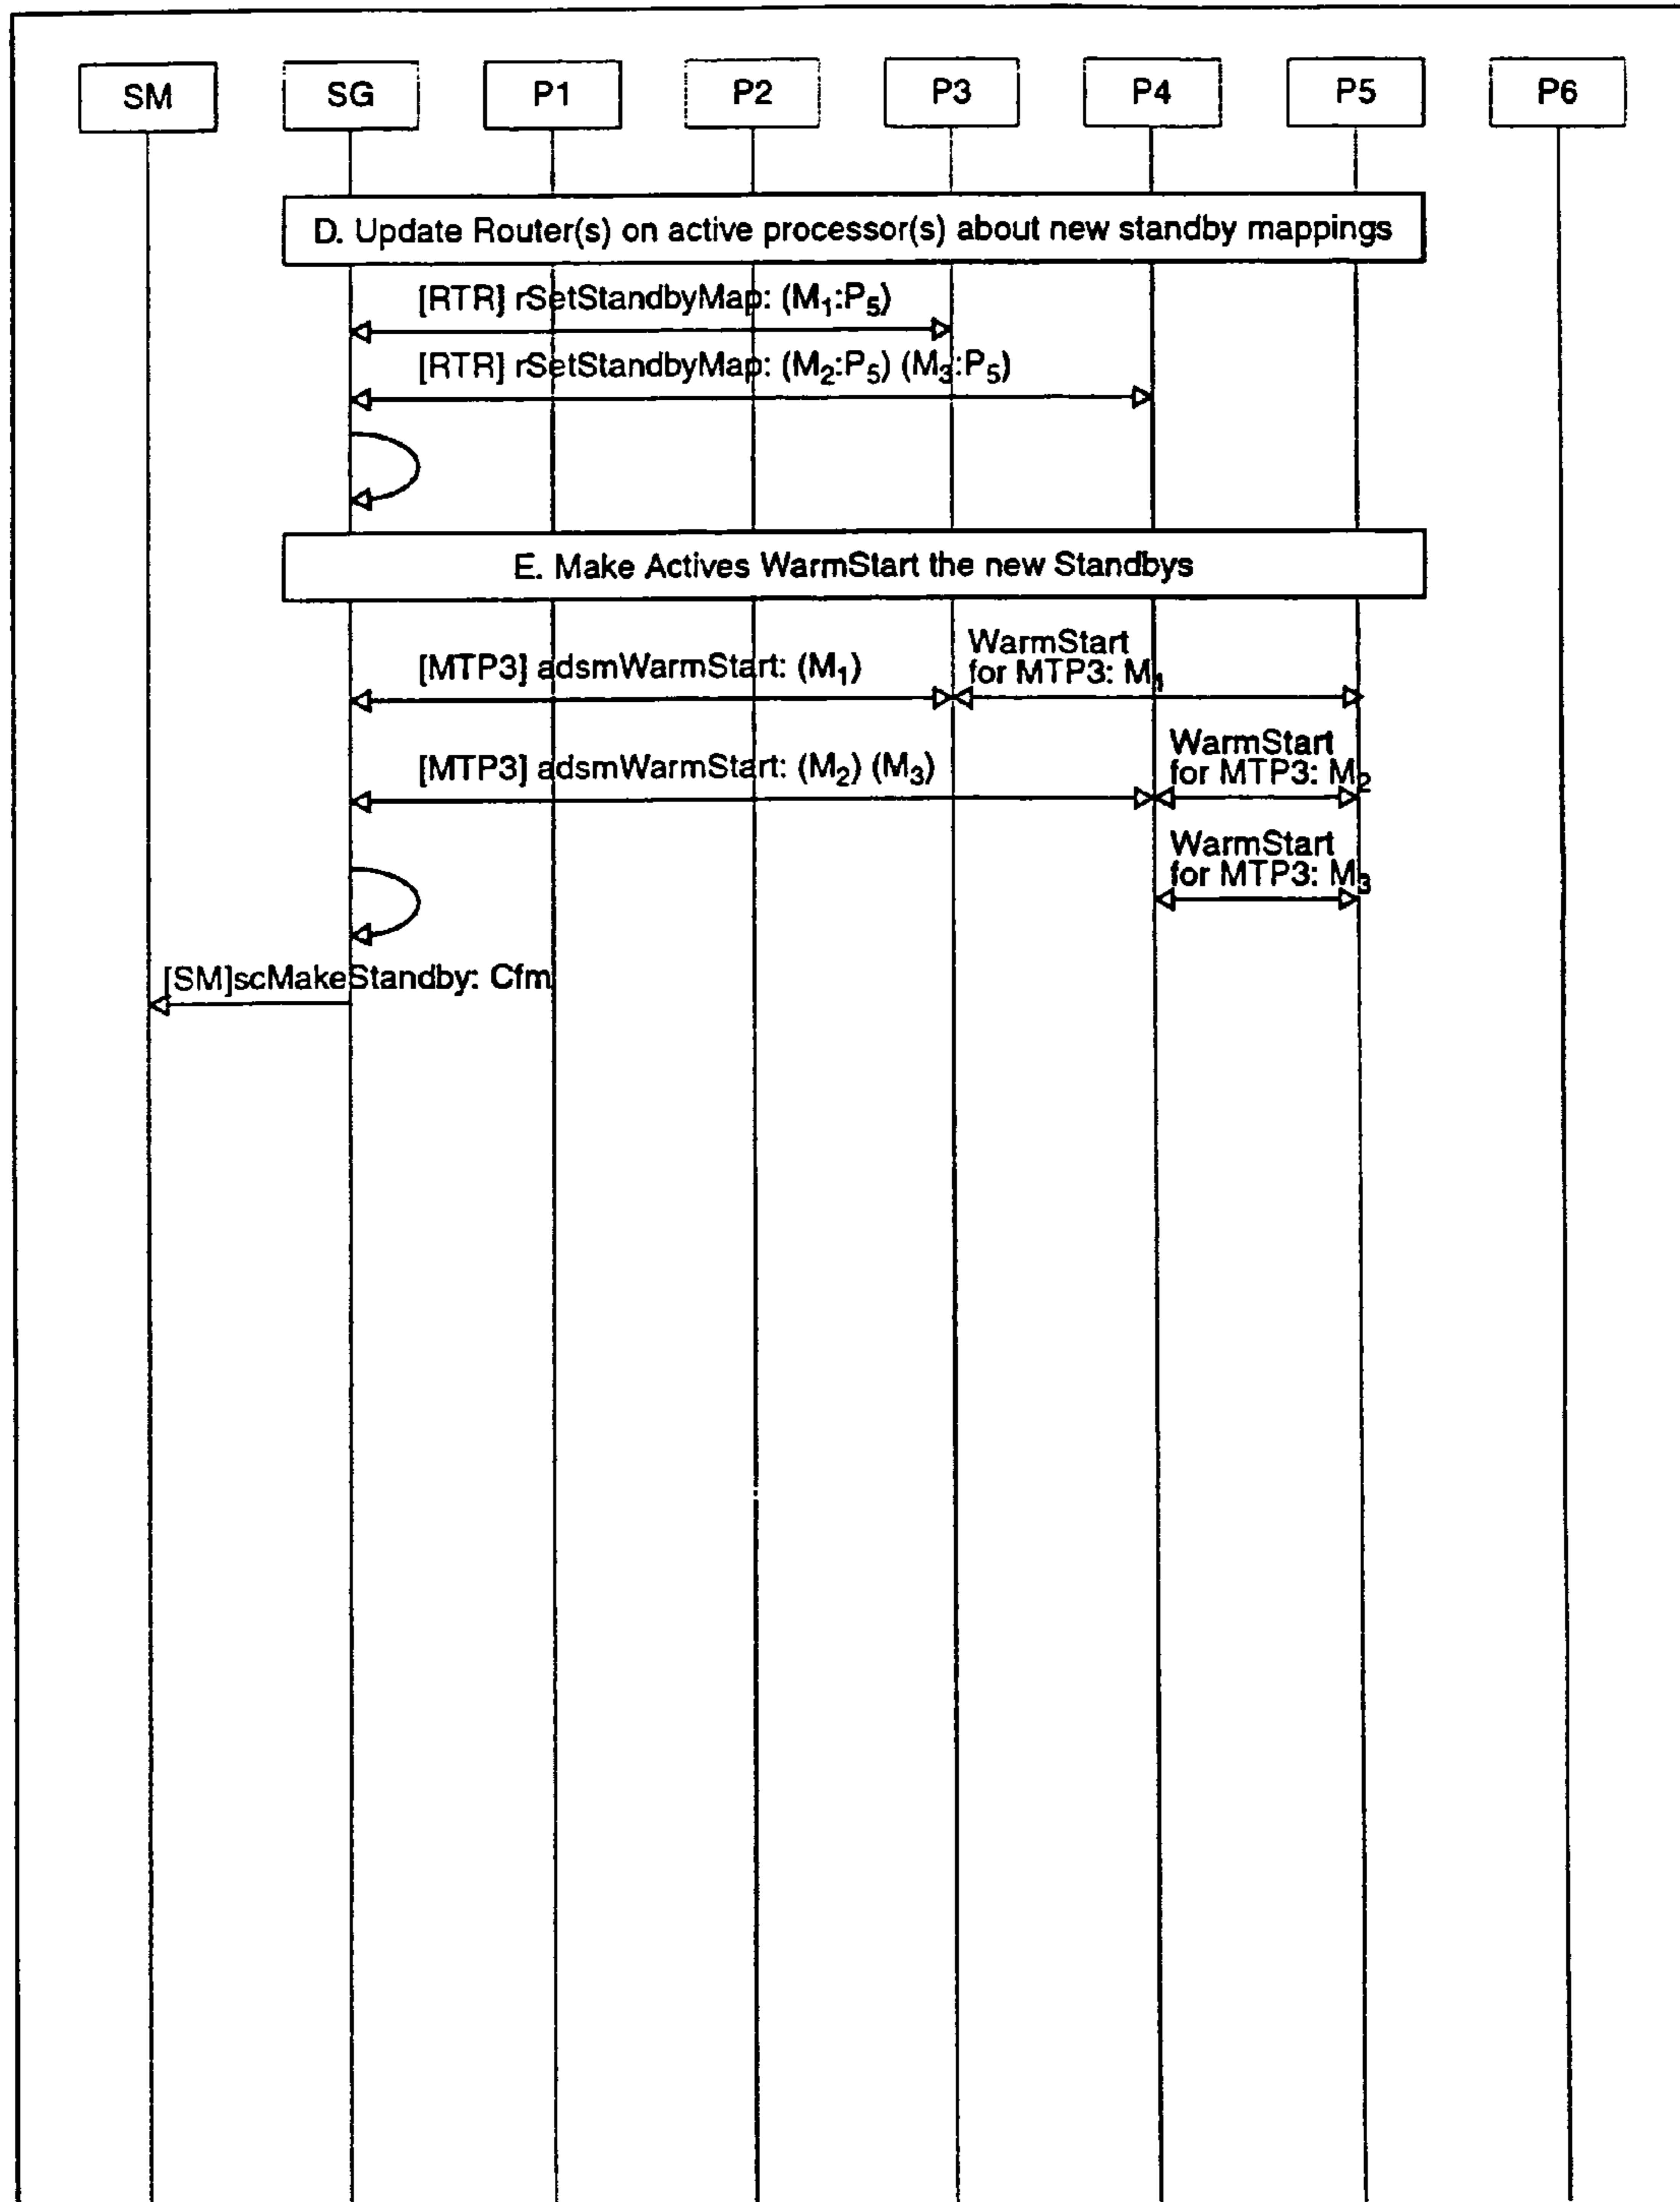 SM SG P1 P2 P3 P4 P5 P6
D. Update Router(s) on active processor(s) about new standby mappings
[RTR] rSetStandbyMap: (M₁:P₅)
[RTR] rSetStandbyMap: (M₂:P₅) (M₃:P₅)
E. Make Actives WarmStart the new Standbys
WarmStart
for MTP3: M₁
[MTP3] adsmWarmStart: (M₁)
WarmStart
for MTP3: M₂
[MTP3] adsmWarmStart: (M₂) (M₃)
WarmStart
for MTP3: M₃
[SM]scMakeStandby: Cfm